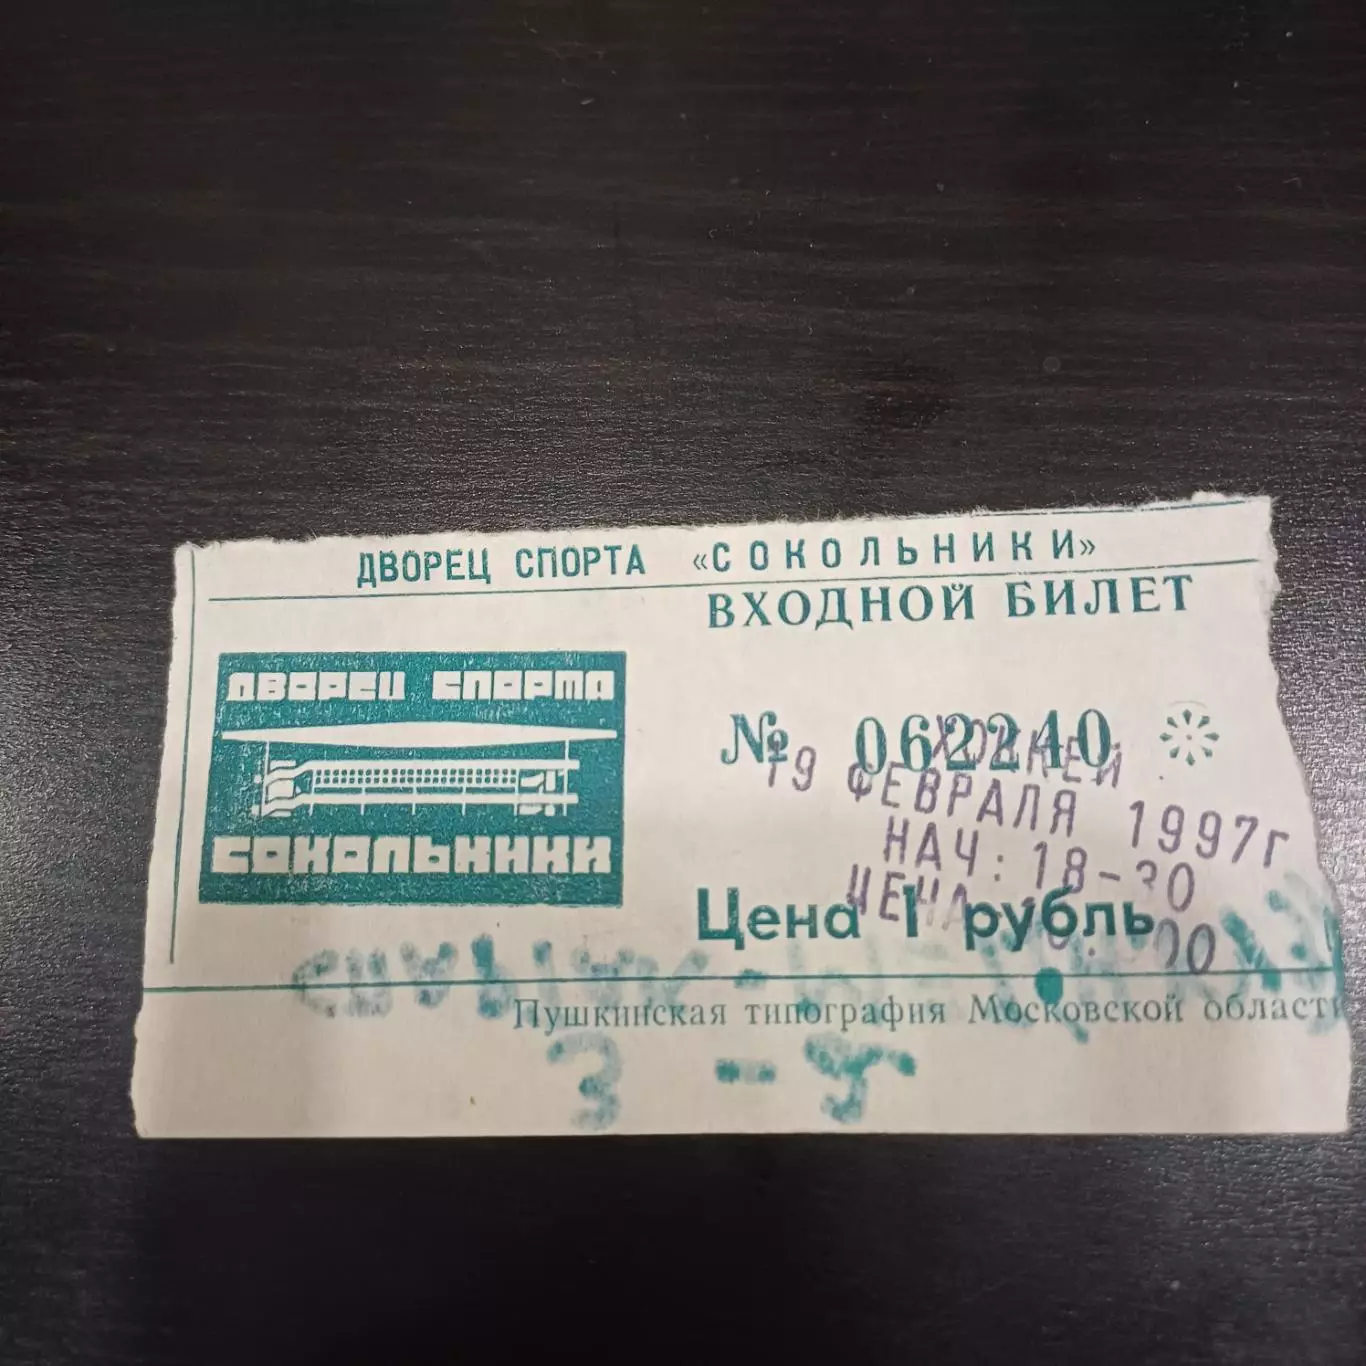 ДВОРЕЦ СПОРТА «СОКОЛЬНИКИ»
ВХОДНОЙ БИЛЕТ
ДВОРЕЦ СПОРТА
СОКОЛЬНИКИ
№ 062240
ХОККЕЙ
19 ФЕВРАЛЯ 1997г
НАЧ: 18-30
ЦЕНА
Цена 1 рубль
Пушкинская типография Московской области